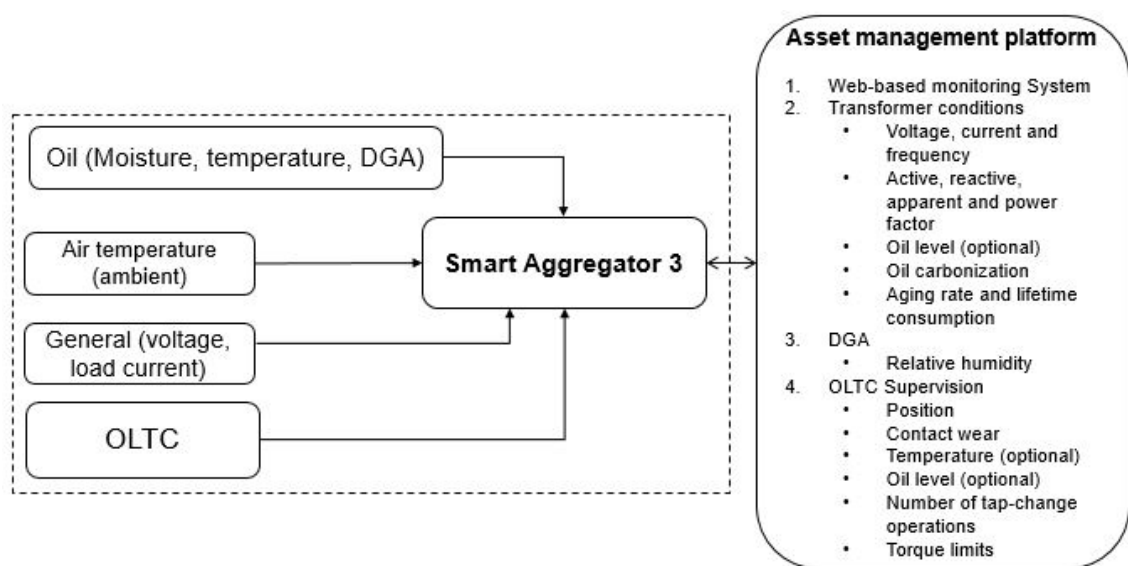 Asset management platform
1. Web-based monitoring System
2. Transformer conditions
• Voltage, current and
frequency
• Active, reactive,
apparent and power
factor
• Oil level (optional)
• Oil carbonization
• Aging rate and lifetime
consumption
3. DGA
• Relative humidity
4. OLTC Supervision
• Position
• Contact wear
• Temperature (optional)
• Oil level (optional)
• Number of tap-change
operations
• Torque limits
Oil (Moisture, temperature, DGA)
Air temperature
(ambient)
Smart Aggregator 3
General (voltage,
load current)
OLTC